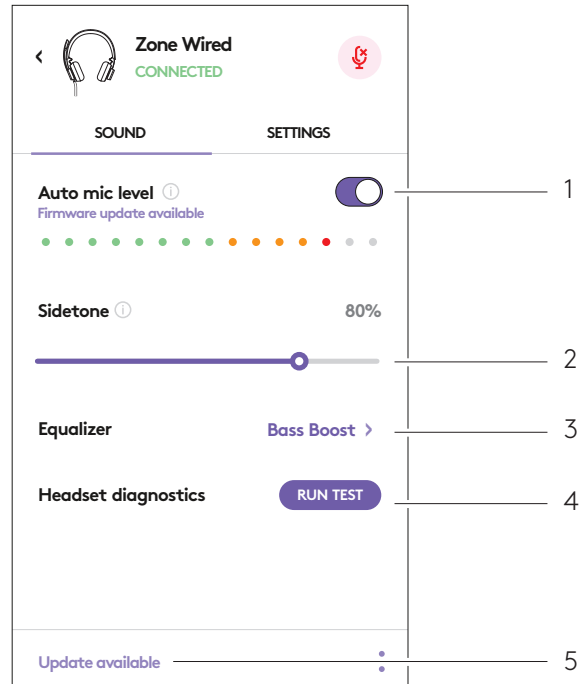 Zone Wired
CONNECTED
SOUND SETTINGS
Auto mic level
1
Firmware update available
Sidetone 80%
2
Equalizer Bass Boost > 3
Headset diagnostics RUN TEST 4
Update available 5